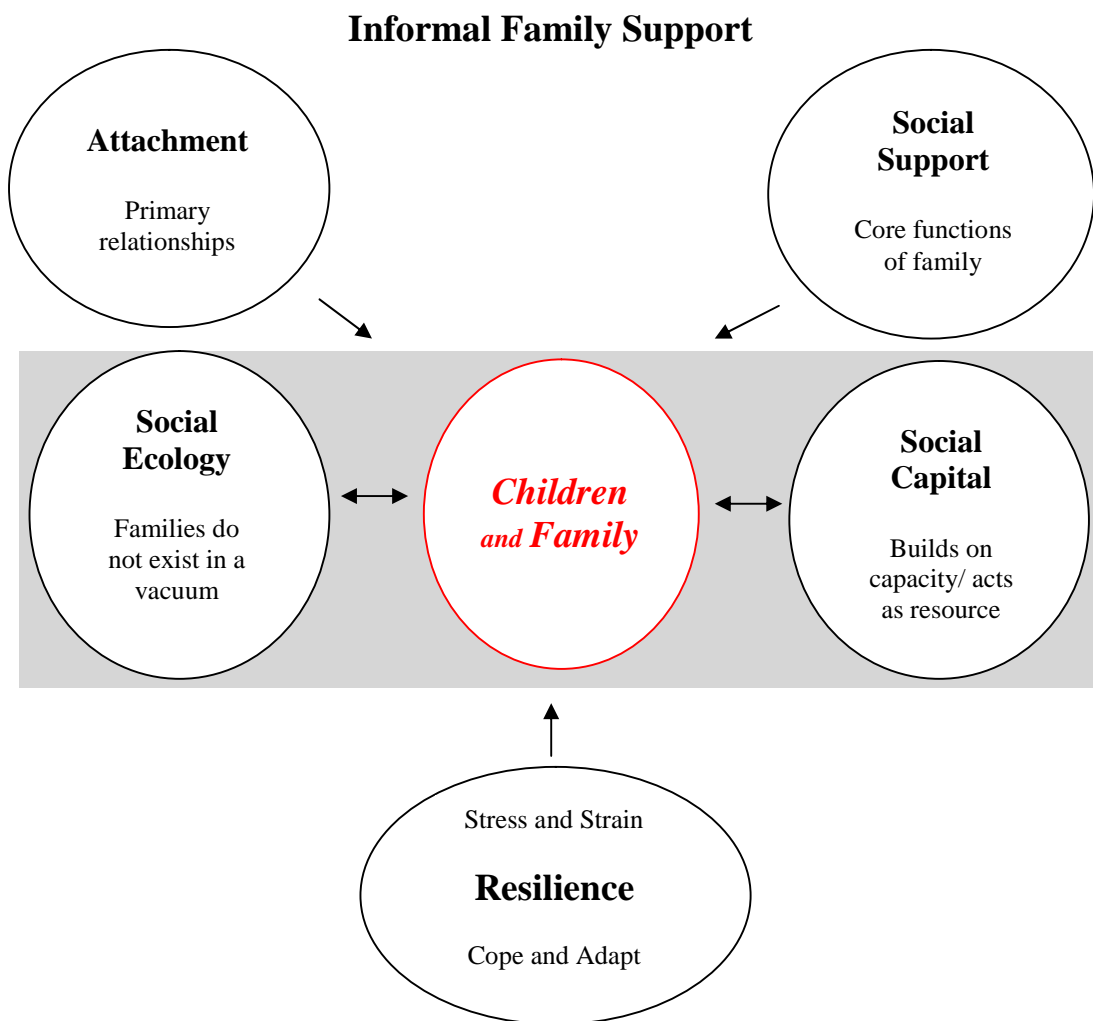 Informal Family Support
Attachment
Primary
relationships
Social
Support
Core functions
of family
Social
Ecology
Families do
not exist in a
vacuum
Children
and Family
Social
Capital
Builds on
capacity/ acts
as resource
Stress and Strain
Resilience
Cope and Adapt